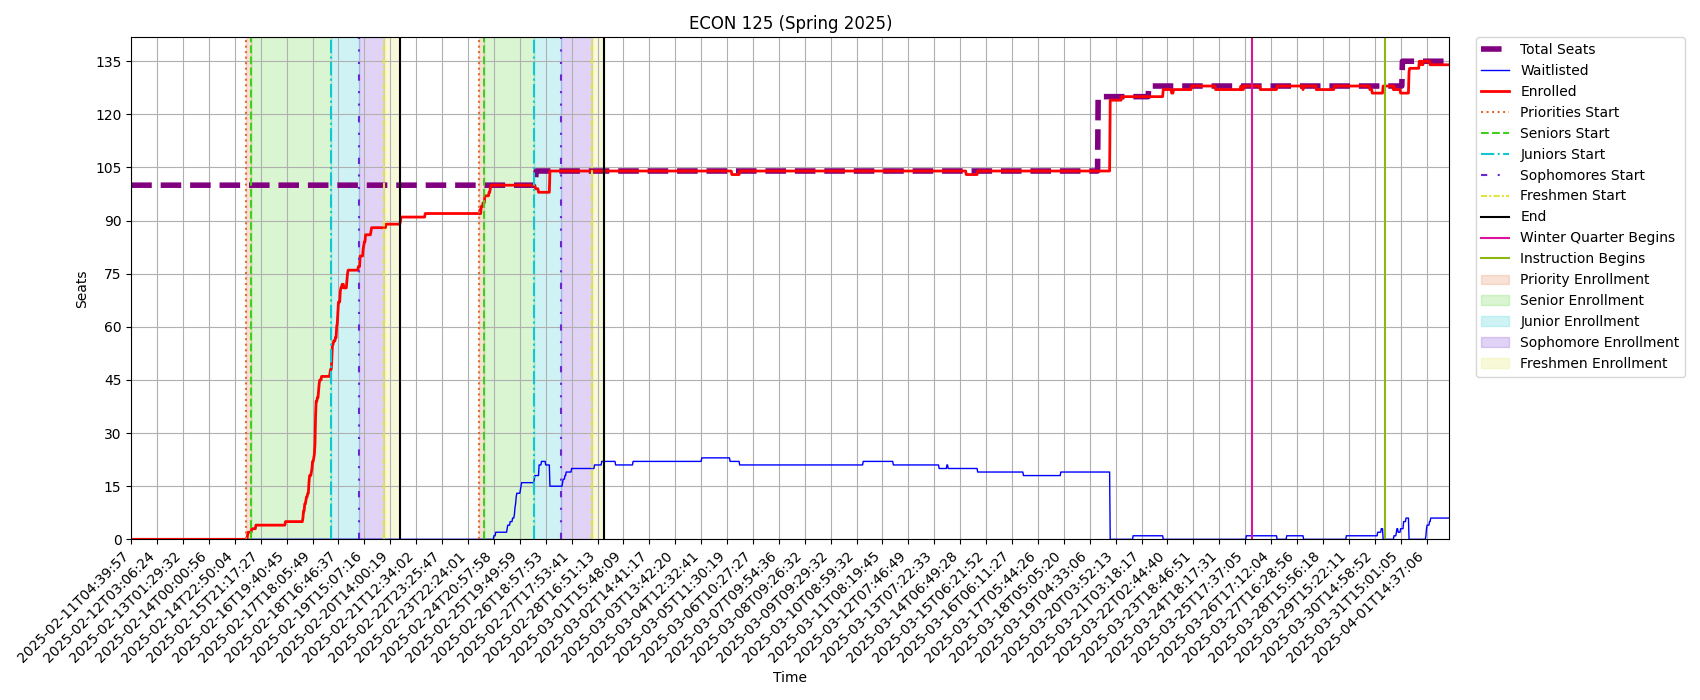 ECON 125 (Spring 2025)
Seats
135
120
105
90
75
60
45
30
15
0
2025-02-11T04:39:57
2025-02-12T03:06:24
2025-02-13T01:29:32
2025-02-14T00:00:56
2025-02-14T22:50:04
2025-02-15T21:17:27
2025-02-16T19:40:45
2025-02-17T18:05:49
2025-02-18T16:46:37
2025-02-19T15:07:16
2025-02-20T14:00:19
2025-02-21T12:34:02
2025-02-22T23:25:47
2025-02-23T22:24:01
2025-02-24T20:57:58
2025-02-25T19:49:59
2025-02-26T18:57:53
2025-02-27T17:53:41
2025-02-28T16:51:13
2025-03-01T15:48:09
2025-03-02T14:41:17
2025-03-03T13:42:20
2025-03-04T12:32:41
2025-03-05T11:30:19
2025-03-06T10:27:27
2025-03-08T09:54:36
2025-03-09T09:26:32
2025-03-09T09:29:32
2025-03-10T08:59:32
2025-03-11T08:19:45
2025-03-12T07:46:49
2025-03-13T07:22:33
2025-03-14T06:49:28
2025-03-15T06:21:52
2025-03-16T06:11:27
2025-03-17T05:44:26
2025-03-18T05:05:20
2025-03-19T04:33:06
2025-03-20T03:52:13
2025-03-21T03:18:17
2025-03-22T02:44:40
2025-03-23T18:46:51
2025-03-24T18:17:31
2025-03-25T17:37:05
2025-03-26T17:12:04
2025-03-27T16:28:56
2025-03-28T15:56:18
2025-03-29T15:22:11
2025-03-30T14:58:52
2025-03-31T15:01:05
2025-04-01T14:37:06
Time
Total Seats
Waitlisted
Enrolled
Priorities Start
Seniors Start
Juniors Start
Sophomores Start
Freshmen Start
End
Winter Quarter Begins
Instruction Begins
Priority Enrollment
Senior Enrollment
Junior Enrollment
Sophomore Enrollment
Freshmen Enrollment